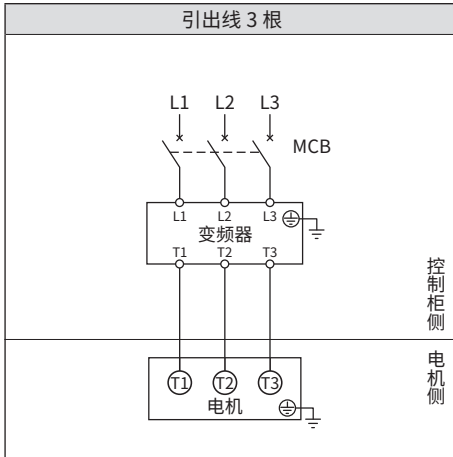 引出线 3 根
L1 L2 L3
MCB
L1 L2 L3
变频器
T1 T2 T3
控制柜侧
电机侧
T1 T2 T3
电机